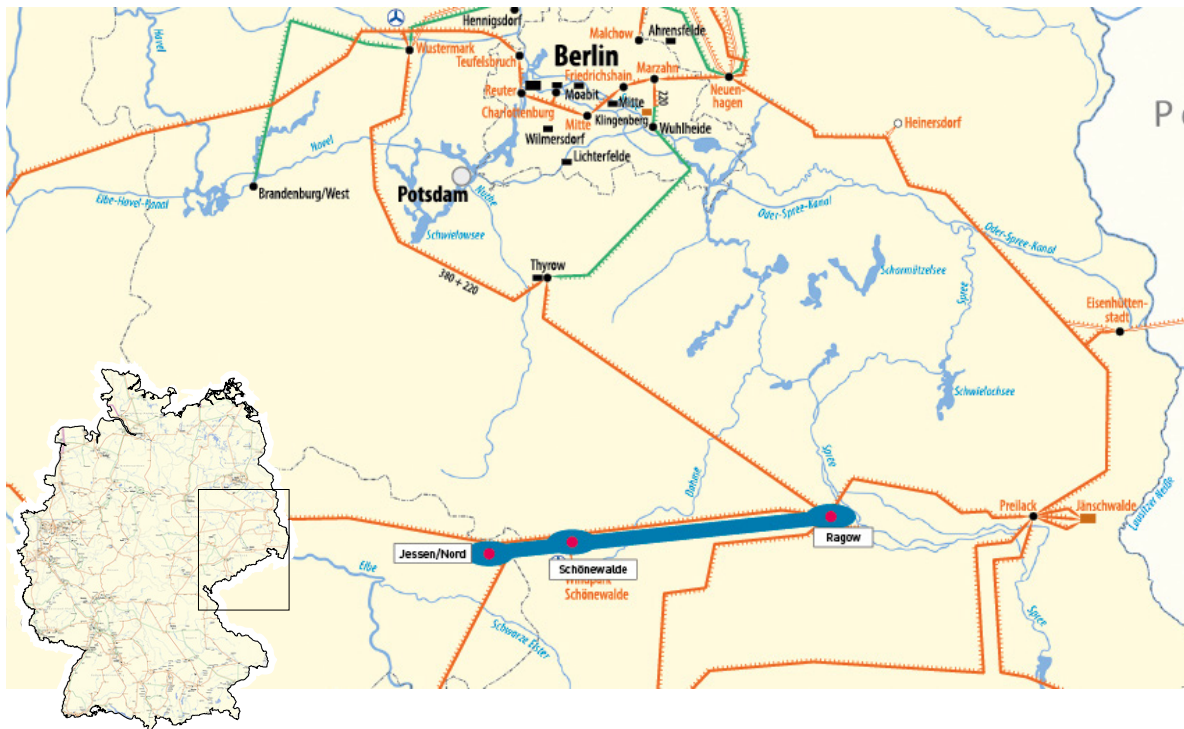 Hennigsdorf
Malchow
Ahrensfelde
Havel
Wustermark
Berlin
Teufelsbruch
Friedrichshain
Marzahn
Reuter
Moabit
Neuen-
hagen
220
Charlottenburg
Mitte
Mitte
Klingenberg
Wuhlheide
Heinersdorf
P
Wilmersdorf
Lichterfelde
Havel
Brandenburg/West
Potsdam
Nuthe
Elbe-Havel-Kanal
Oder-Spree-Kanal
Oder-Spree-Kanal
Schwielowsee
Thyrow
380 + 220
Scharmützelsee
Spree
Eisenhütten-
stadt
Schwielochsee
Dahme
Spree
Preilack
Jänschwalde
Lausitzer Neiße
Ragow
Jessen/Nord
Schönewalde
Windpark
Schönewalde
Elbe
Schwarze Elster
Spree